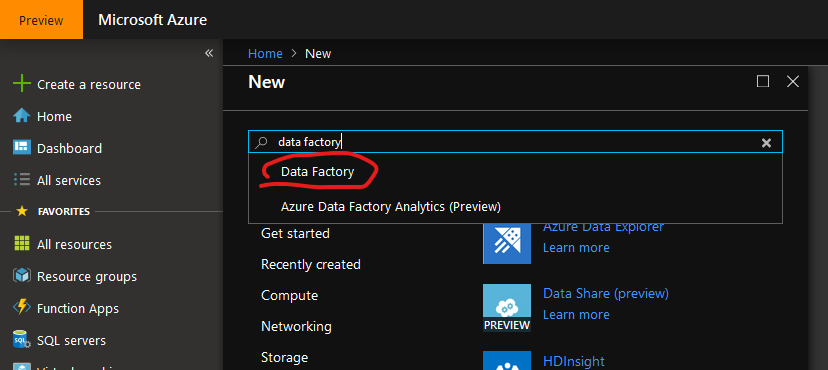 Preview
Microsoft Azure
«
Create a resource
Home
Dashboard
All services
FAVORITES
All resources
Resource groups
Function Apps
SQL servers
Home > New
New
data factory
Data Factory
Azure Data Factory Analytics (Preview)
Get started
Recently created
Compute
Networking
Storage
Azure Data Explorer
Learn more
Data Share (preview)
Learn more
PREVIEW
HDInsight